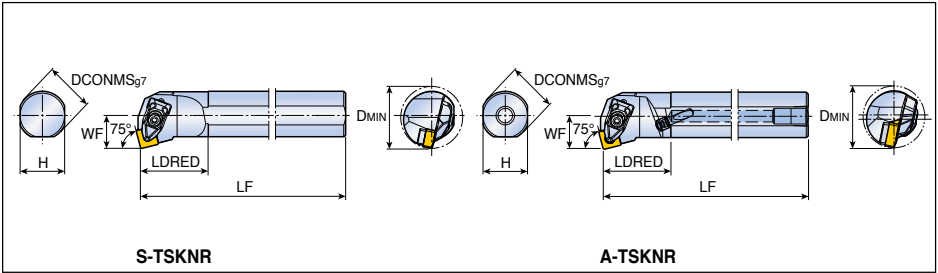 DCONMSg7
WF
75°
H
LDRED
LF
DMIN
S-TSKNR
DCONMSg7
WF
75°
H
LDRED
LF
DMIN
A-TSKNR